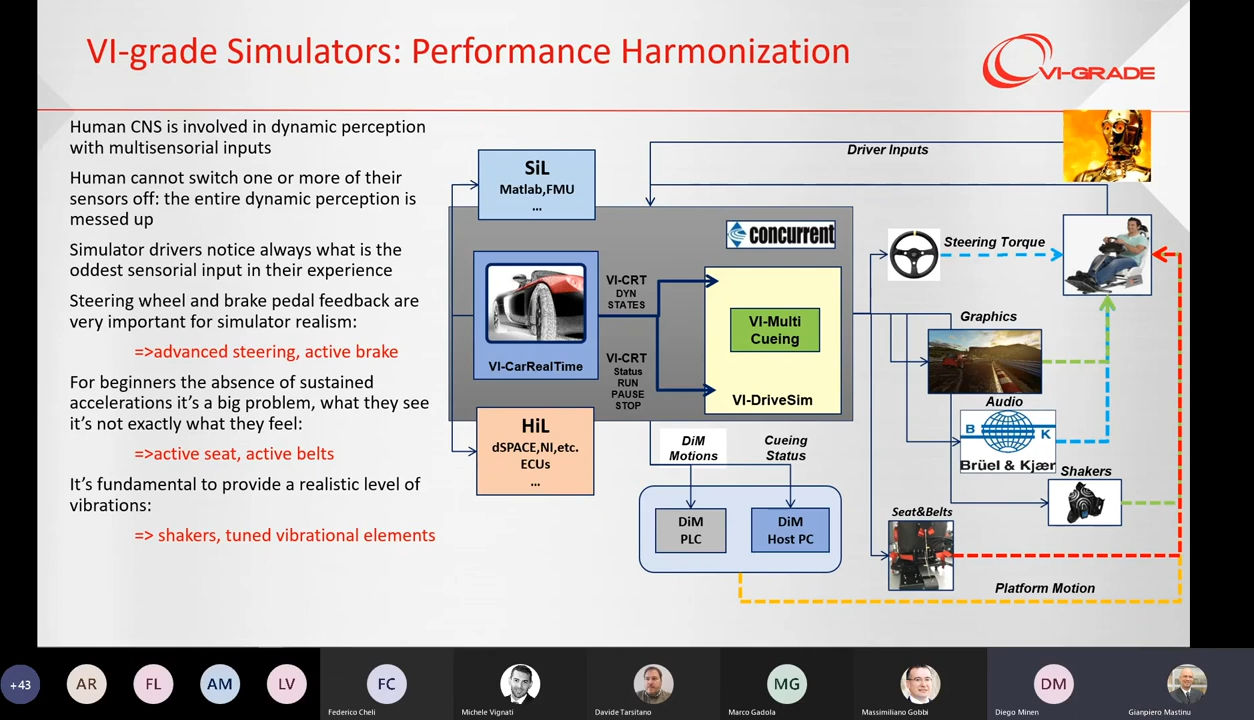 VI-grade Simulators: Performance Harmonization
VI-GRADE
Human CNS is involved in dynamic perception
with multisensorial inputs
Human cannot switch one or more of their
sensors off: the entire dynamic perception is
messed up
Simulator drivers notice always what is the
oddest sensorial input in their experience
Steering wheel and brake pedal feedback are
very important for simulator realism:
=>advanced steering, active brake
For beginners the absence of sustained
accelerations it's a big problem, what they see
it's not exactly what they feel:
=>active seat, active belts
It's fundamental to provide a realistic level of
vibrations:
=> shakers, tuned vibrational elements
Driver Inputs
SiL
Matlab,FMU
...
concurrent
VI-CarRealTime
VI-CRT
DYN
STATES
VI-CRT
Status
RUN
PAUSE
STOP
VI-Multi
Cueing
VI-DriveSim
HiL
dSPACE,NI,etc.
ECUs
...
DiM
Motions
Cueing
Status
DiM
PLC
DiM
Host PC
Steering Torque
Graphics
Audio
B K
Brüel & Kjær
Shakers
Seat&Belts
Platform Motion
+43
AR
FL
AM
LV
FC
Federico Cheli
Michele Vignati
Davide Tarsitano
MG
Marco Gadola
Massimiliano Gobbi
DM
Diego Minen
Gianpiero Mastinu